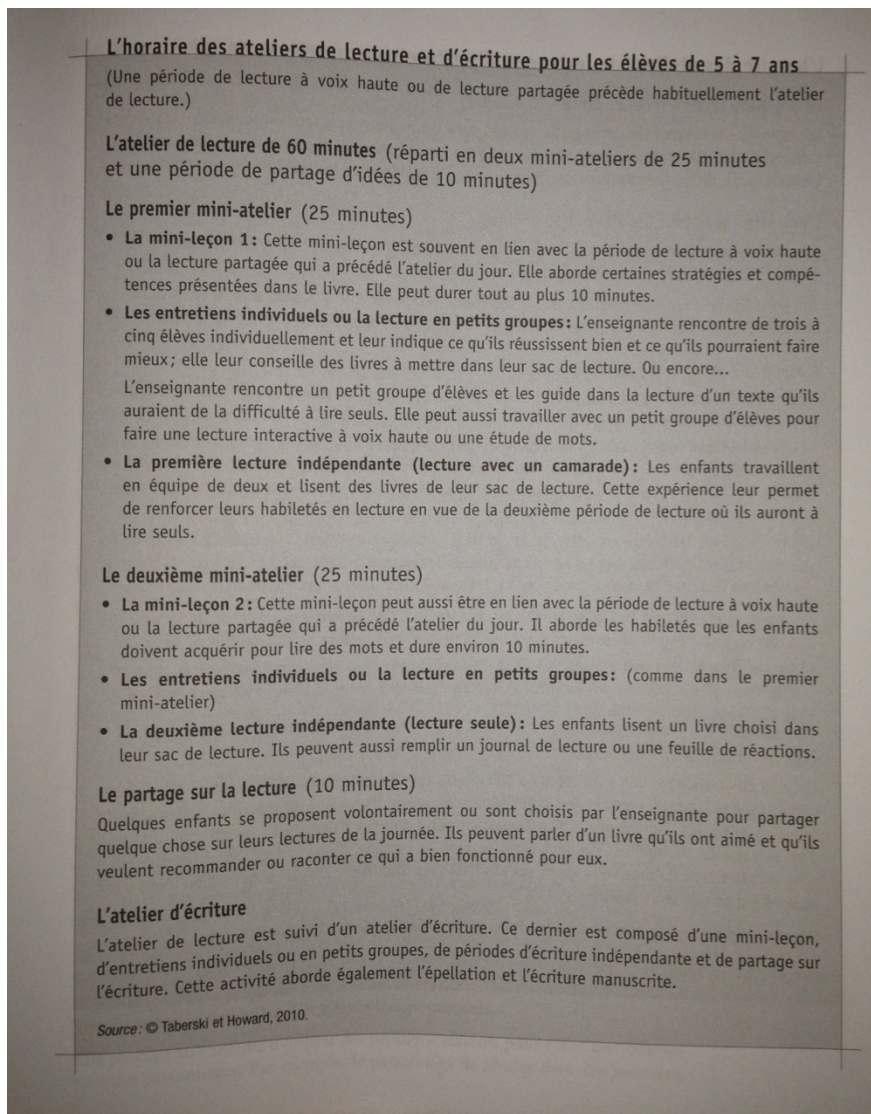 L'horaire des ateliers de lecture et d'écriture pour les élèves de 5 à 7 ans
(Une période de lecture à voix haute ou de lecture partagée précède habituellement l'atelier
de lecture.)
L'atelier de lecture de 60 minutes (réparti en deux mini-ateliers de 25 minutes
et une période de partage d'idées de 10 minutes)
Le premier mini-atelier (25 minutes)
• La mini-leçon 1 : Cette mini-leçon est souvent en lien avec la période de lecture à voix haute
ou la lecture partagée qui a précédé l'atelier du jour. Elle aborde certaines stratégies et compé-
tences présentées dans le livre. Elle peut durer tout au plus 10 minutes.
• Les entretiens individuels ou la lecture en petits groupes : L'enseignante rencontre de trois à
cinq élèves individuellement et leur indique ce qu'ils réussissent bien et ce qu'ils pourraient faire
mieux ; elle leur conseille des livres à mettre dans leur sac de lecture. Ou encore...
L'enseignante rencontre un petit groupe d'élèves et les guide dans la lecture d'un texte qu'ils
auraient de la difficulté à lire seuls. Elle peut aussi travailler avec un petit groupe d'élèves pour
faire une lecture interactive à voix haute ou une étude de mots.
• La première lecture indépendante (lecture avec un camarade) : Les enfants travaillent
en équipe de deux et lisent des livres de leur sac de lecture. Cette expérience leur permet
de renforcer leurs habiletés en lecture en vue de la deuxième période de lecture où ils auront à
lire seuls.
Le deuxième mini-atelier (25 minutes)
• La mini-leçon 2 : Cette mini-leçon peut aussi être en lien avec la période de lecture à voix haute
ou la lecture partagée qui a précédé l'atelier du jour. Il aborde les habiletés que les enfants
doivent acquérir pour lire des mots et dure environ 10 minutes.
• Les entretiens individuels ou la lecture en petits groupes : (comme dans le premier
mini-atelier)
• La deuxième lecture indépendante (lecture seule) : Les enfants lisent un livre choisi dans
leur sac de lecture. Ils peuvent aussi remplir un journal de lecture ou une feuille de réactions.
Le partage sur la lecture (10 minutes)
Quelques enfants se proposent volontairement ou sont choisis par l'enseignante pour partager
quelque chose sur leurs lectures de la journée. Ils peuvent parler d'un livre qu'ils ont aimé et qu'ils
veulent recommander ou raconter ce qui a bien fonctionné pour eux.
L'atelier d'écriture
L'atelier de lecture est suivi d'un atelier d'écriture. Ce dernier est composé d'une mini-leçon,
d'entretiens individuels ou en petits groupes, de périodes d'écriture indépendante et de partage sur
l'écriture. Cette activité aborde également l'épellation et l'écriture manuscrite.
Source : © Taberski et Howard, 2010.